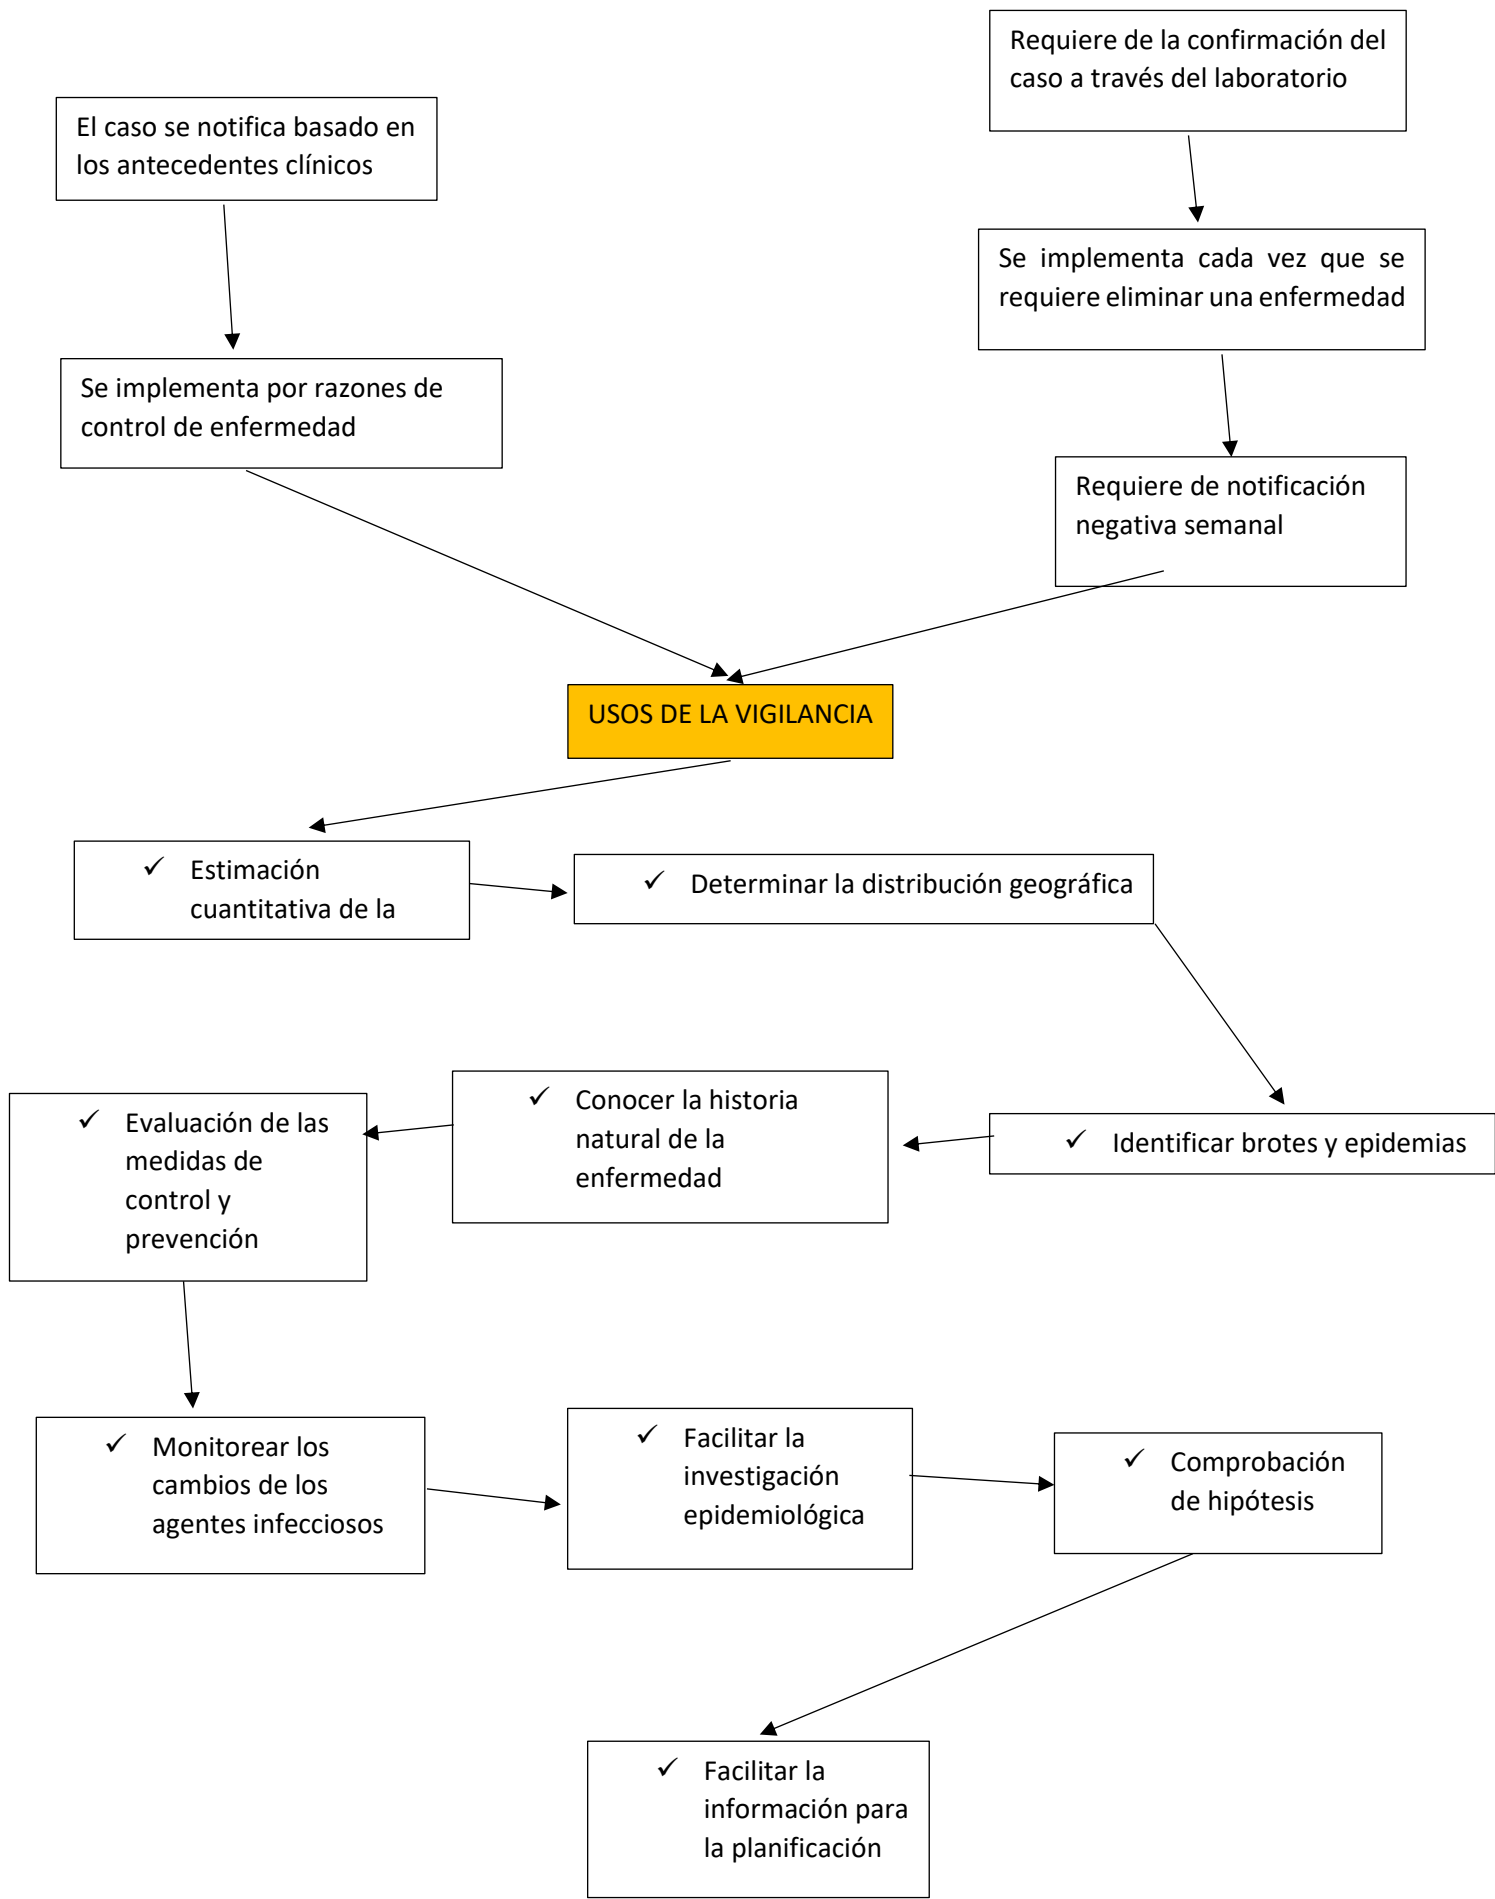 Requiere de la confirmación del
caso a través del laboratorio
El caso se notifica basado en
los antecedentes clínicos
Se implementa cada vez que se
requiere eliminar una enfermedad
Se implementa por razones de
control de enfermedad
Requiere de notificación
negativa semanal
USOS DE LA VIGILANCIA
✓ Estimación
cuantitativa de la
✓ Determinar la distribución geográfica
✓ Identificar brotes y epidemias
✓ Conocer la historia
natural de la
enfermedad
✓ Evaluación de las
medidas de
control y
prevención
✓ Monitorear los
cambios de los
agentes infecciosos
✓ Facilitar la
investigación
epidemiológica
✓ Comprobación
de hipótesis
✓ Facilitar la
información para
la planificación